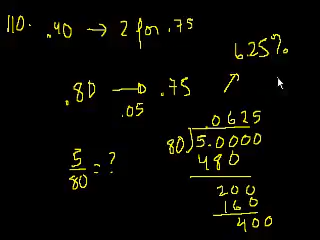 110. .40 → 2 for .75
6.25%
.80 → .75
.05
.0625
80)5.0000
480
200
160
400
5/80 = ?